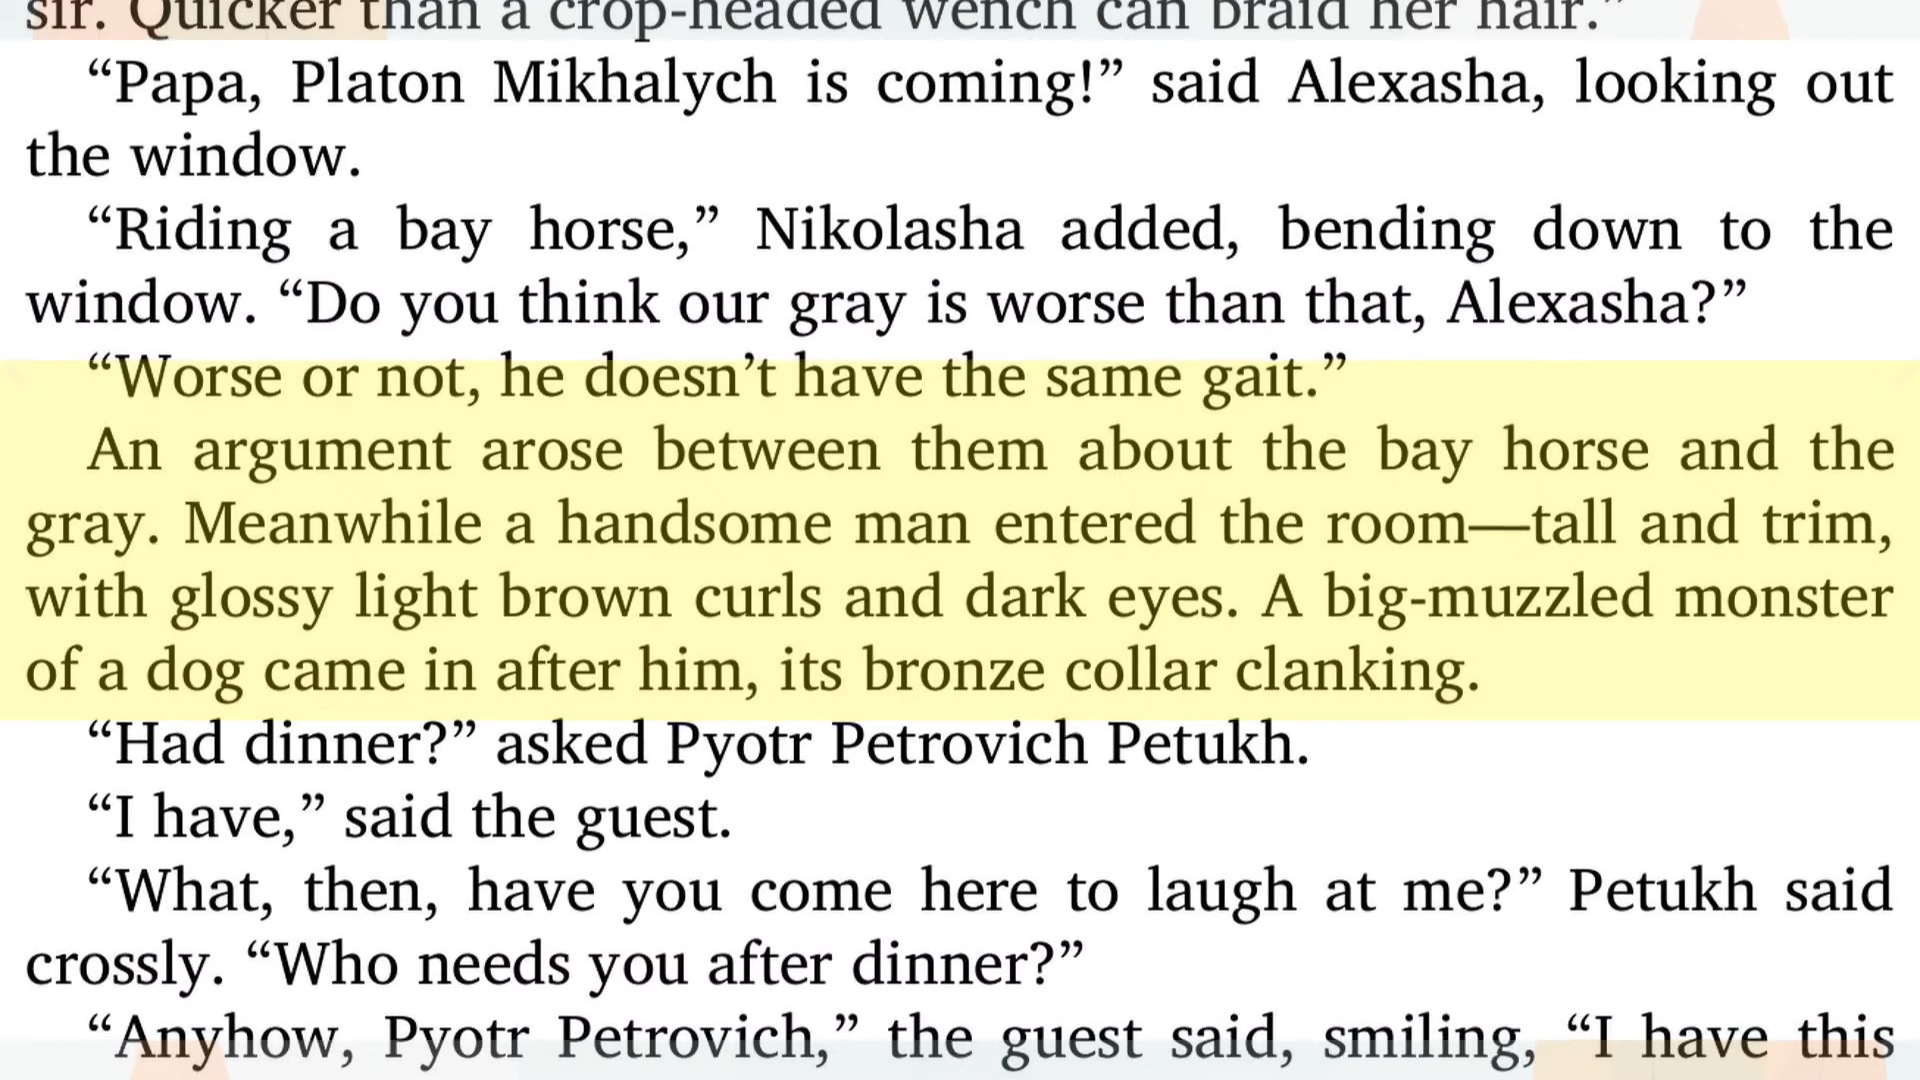 sir. Quicker than a crop-headed wench can braid her hair.”
“Papa, Platon Mikhalych is coming!” said Alexasha, looking out
the window.
“Riding a bay horse,” Nikolasha added, bending down to the
window. “Do you think our gray is worse than that, Alexasha?”
“Worse or not, he doesn’t have the same gait.”
An argument arose between them about the bay horse and the
gray. Meanwhile a handsome man entered the room—tall and trim,
with glossy light brown curls and dark eyes. A big-muzzled monster
of a dog came in after him, its bronze collar clanking.
“Had dinner?” asked Pyotr Petrovich Petukh.
“I have,” said the guest.
“What, then, have you come here to laugh at me?” Petukh said
crossly. “Who needs you after dinner?”
“Anyhow, Pyotr Petrovich,” the guest said, smiling, “I have this